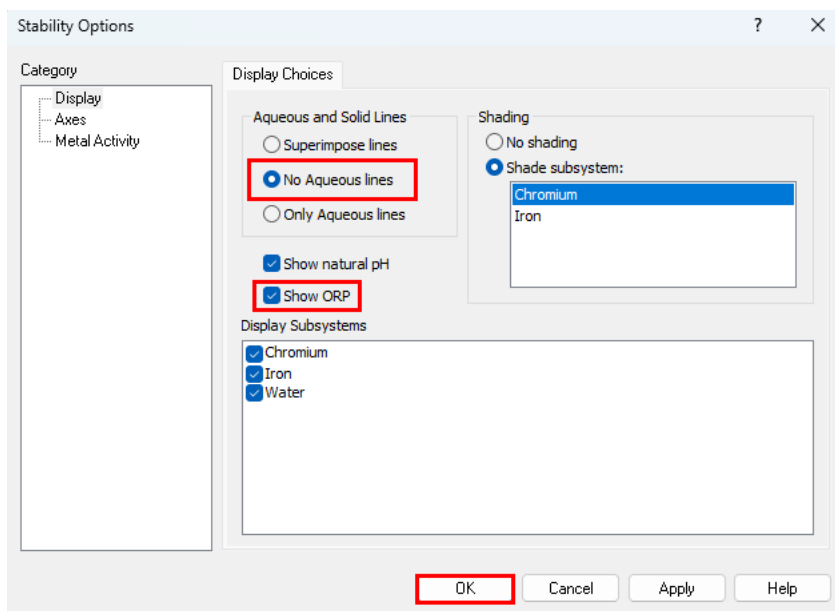 Stability Options
?
Category
Display
Axes
Metal Activity
Display Choices
Aqueous and Solid Lines
Superimpose lines
No Aqueous lines
Only Aqueous lines
Show natural pH
Show ORP
Shading
No shading
Shade subsystem:
Chromium
Iron
Display Subsystems
Chromium
Iron
Water
OK
Cancel
Apply
Help